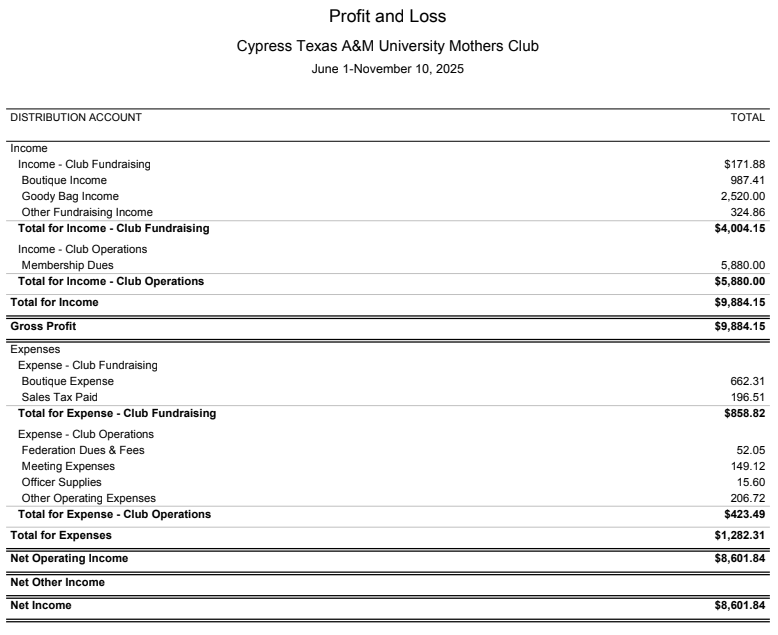 Profit and Loss
Cypress Texas A&M University Mothers Club
June 1-November 10, 2025
DISTRIBUTION ACCOUNT TOTAL
Income
Income - Club Fundraising $171.88
Boutique Income 987.41
Goody Bag Income 2,520.00
Other Fundraising Income 324.86
Total for Income - Club Fundraising $4,004.15
Income - Club Operations
Membership Dues 5,880.00
Total for Income - Club Operations $5,880.00
Total for Income $9,884.15
Gross Profit $9,884.15
Expenses
Expense - Club Fundraising
Boutique Expense 662.31
Sales Tax Paid 196.51
Total for Expense - Club Fundraising $858.82
Expense - Club Operations
Federation Dues & Fees 52.05
Meeting Expenses 149.12
Officer Supplies 15.60
Other Operating Expenses 206.72
Total for Expense - Club Operations $423.49
Total for Expenses $1,282.31
Net Operating Income $8,601.84
Net Other Income
Net Income $8,601.84